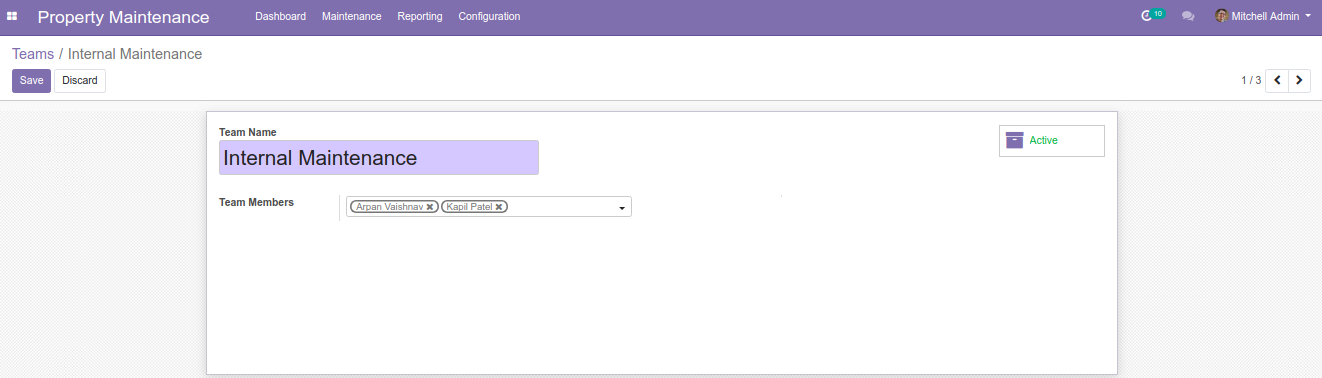 Property Maintenance Dashboard Maintenance Reporting Configuration 10 Mitchell Admin
Teams / Internal Maintenance
Save Discard 1 / 3
Team Name
Active
Internal Maintenance
Team Members Arpan Vaishnav Kapil Patel